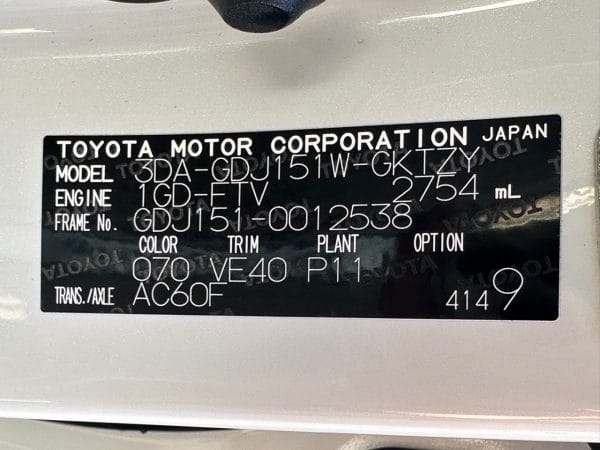 TOYOTA MOTOR CORPORATION JAPAN
MODEL 3DA-GDJ151W-GKTZY
ENGINE 1GD-FTV 2754 mL
FRAME No. GDJ151-0012538
COLOR TRIM PLANT OPTION
070 VE40 P11
TRANS./AXLE AC60F 4149